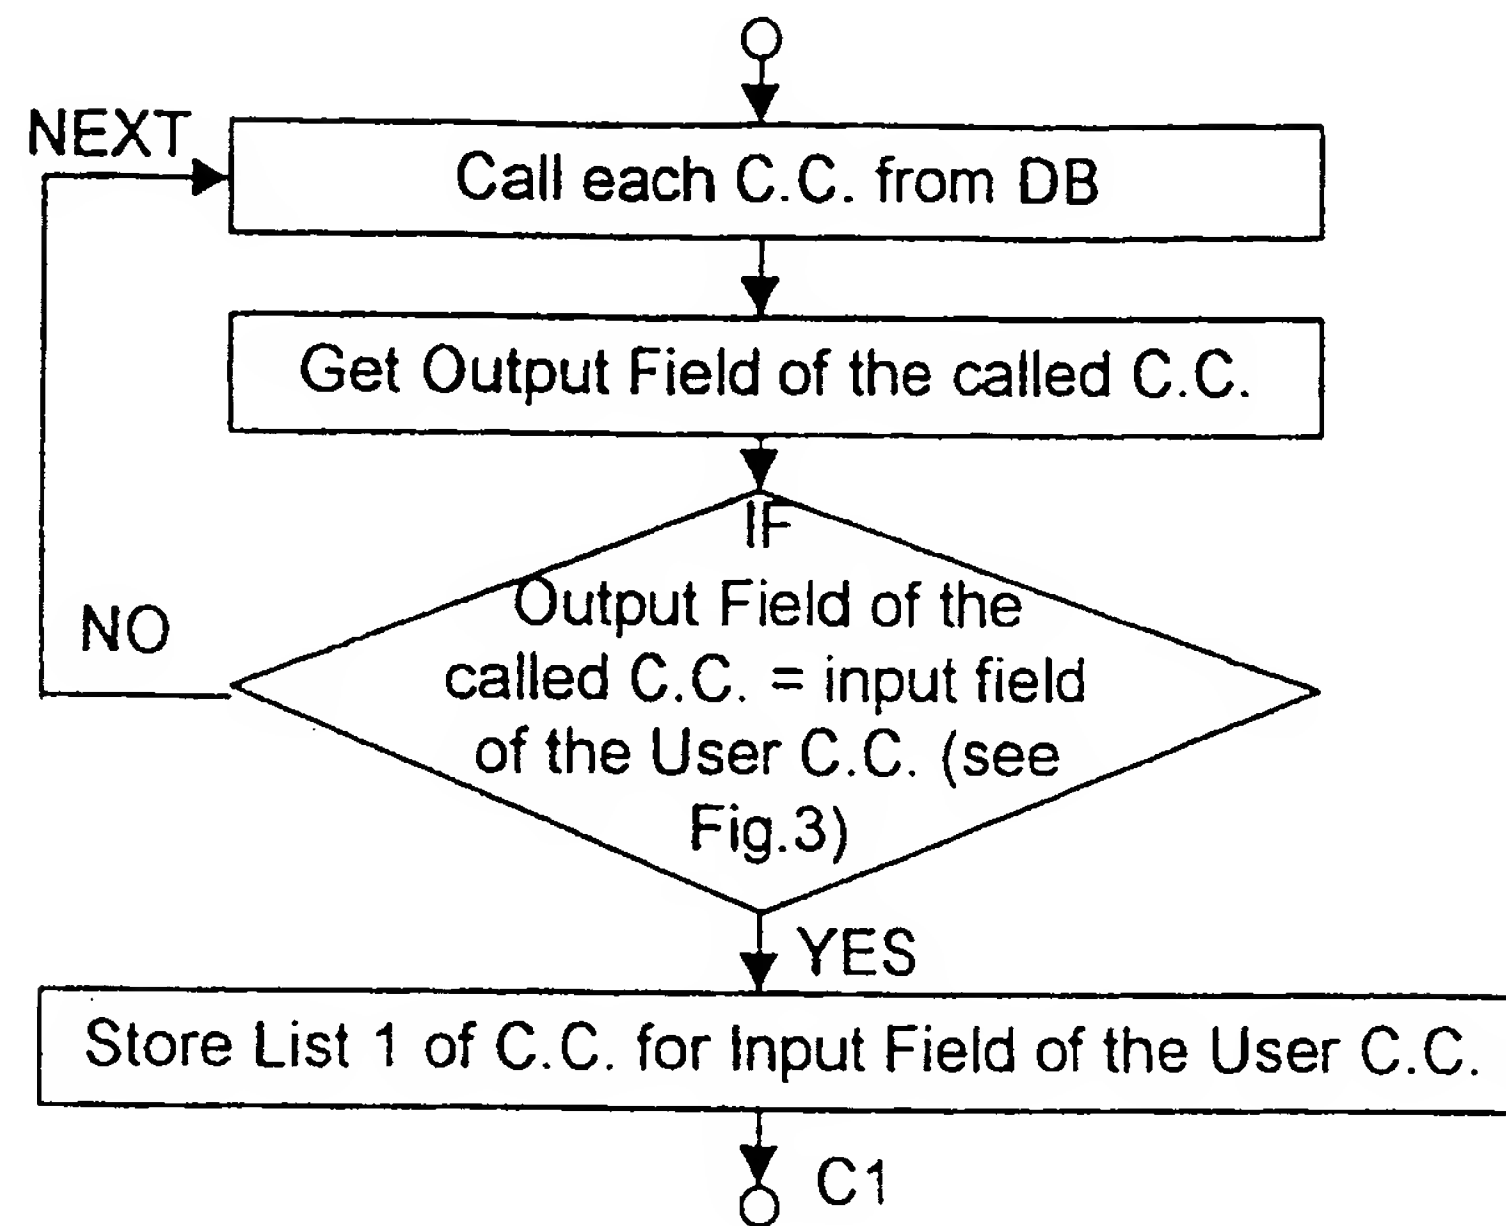 NEXT
Call each C.C. from DB
Get Output Field of the called C.C.
IF
Output Field of the
called C.C. = input field
of the User C.C. (see
Fig.3)
NO
YES
Store List 1 of C.C. for Input Field of the User C.C.
C1